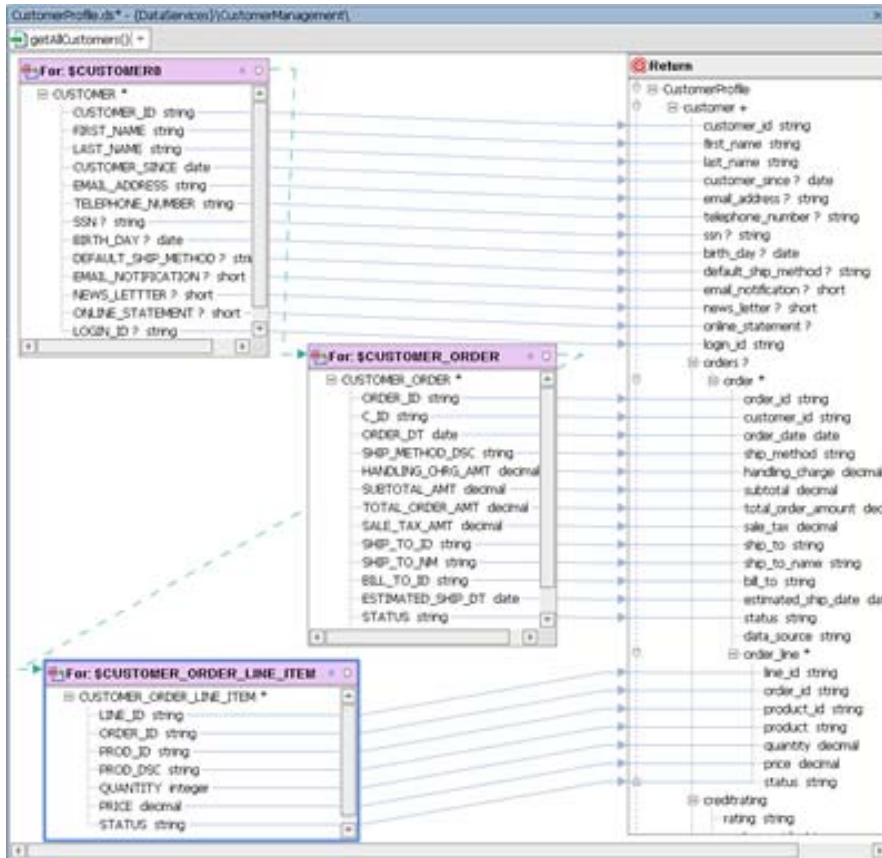 CustomerProfile.ds* - {DataServices}\CustomerManagement\
getAllCustomers()
For: $CUSTOMER0
CUSTOMER *
CUSTOMER_ID string
FIRST_NAME string
LAST_NAME string
CUSTOMER_SINCE date
EMAIL_ADDRESS string
TELEPHONE_NUMBER string
SSN ? string
BIRTH_DAY ? date
DEFAULT_SHIP_METHOD ? stri
EMAIL_NOTIFICATION ? short
NEWS_LETTTER ? short
ONLINE_STATEMENT ? short
LOGIN_ID ? string
For: $CUSTOMER_ORDER
CUSTOMER_ORDER *
ORDER_ID string
C_ID string
ORDER_DT date
SHIP_METHOD_DSC string
HANDLING_CHRG_AMT decimal
SUBTOTAL_AMT decimal
TOTAL_ORDER_AMT decimal
SALE_TAX_AMT decimal
SHIP_TO_ID string
SHIP_TO_NM string
BILL_TO_ID string
ESTIMATED_SHIP_DT date
STATUS string
For: $CUSTOMER_ORDER_LINE_ITEM
CUSTOMER_ORDER_LINE_ITEM *
LINE_ID string
ORDER_ID string
PROD_ID string
PROD_DSC string
QUANTITY integer
PRICE decimal
STATUS string
Return
CustomerProfile
customer +
customer_id string
first_name string
last_name string
customer_since ? date
email_address ? string
telephone_number ? string
ssn ? string
birth_day ? date
default_ship_method ? string
email_notification ? short
news_letter ? short
online_statement ?
login_id string
orders ?
order *
order_id string
customer_id string
order_date date
ship_method string
handling_charge decimal
subtotal decimal
total_order_amount dec
sale_tax decimal
ship_to string
ship_to_name string
bill_to string
estimated_ship_date dat
status string
data_source string
order_line *
line_id string
order_id string
product_id string
product string
quantity decimal
price decimal
status string
creditrating
rating string